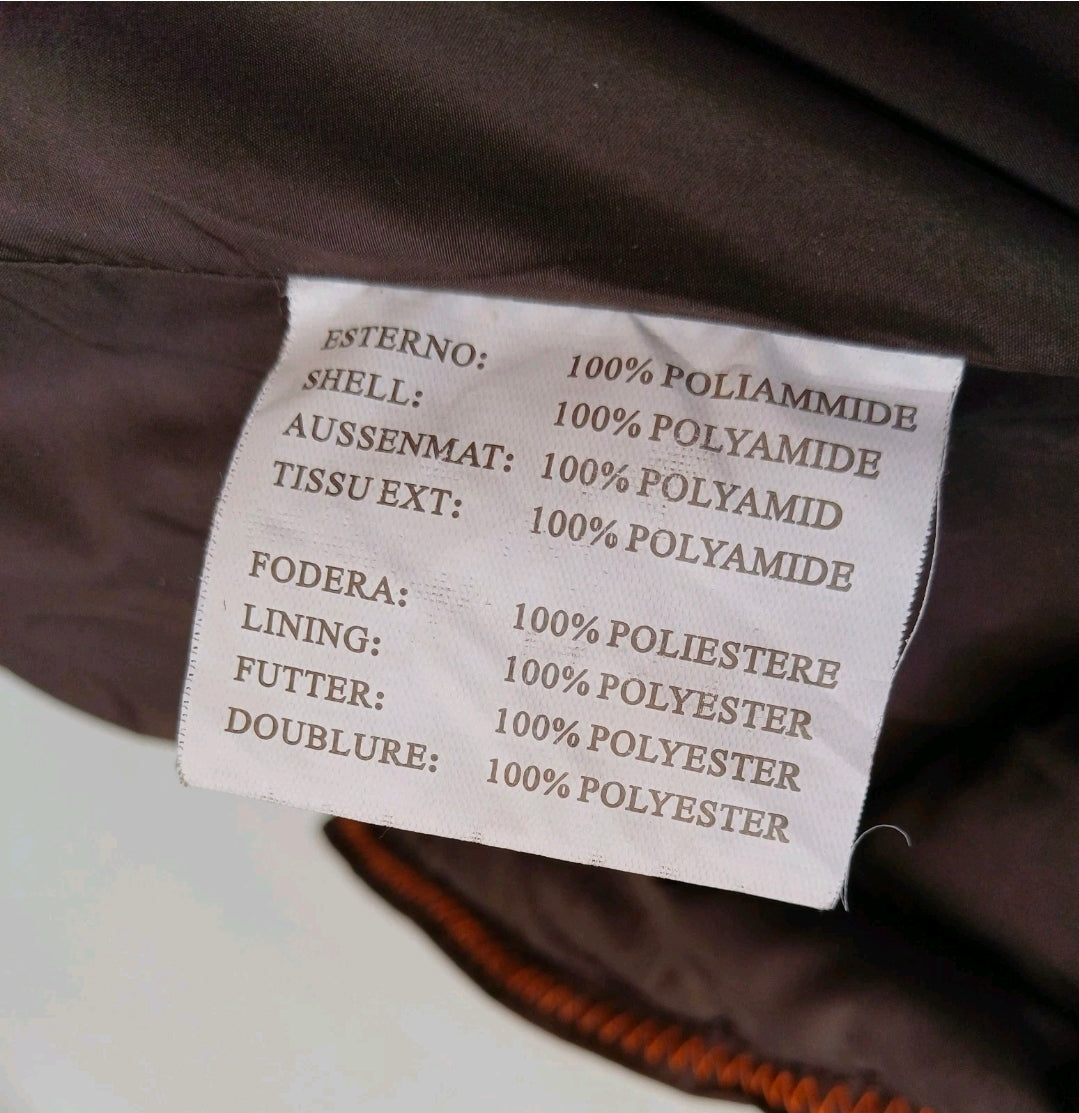 ESTERNO: 100% POLIAMMIDE
SHELL: 100% POLYAMIDE
AUSSENMAT: 100% POLYAMID
TISSU EXT: 100% POLYAMIDE
FODERA: 100% POLIESTERE
LINING: 100% POLYESTER
FUTTER: 100% POLYESTER
DOUBLURE: 100% POLYESTER